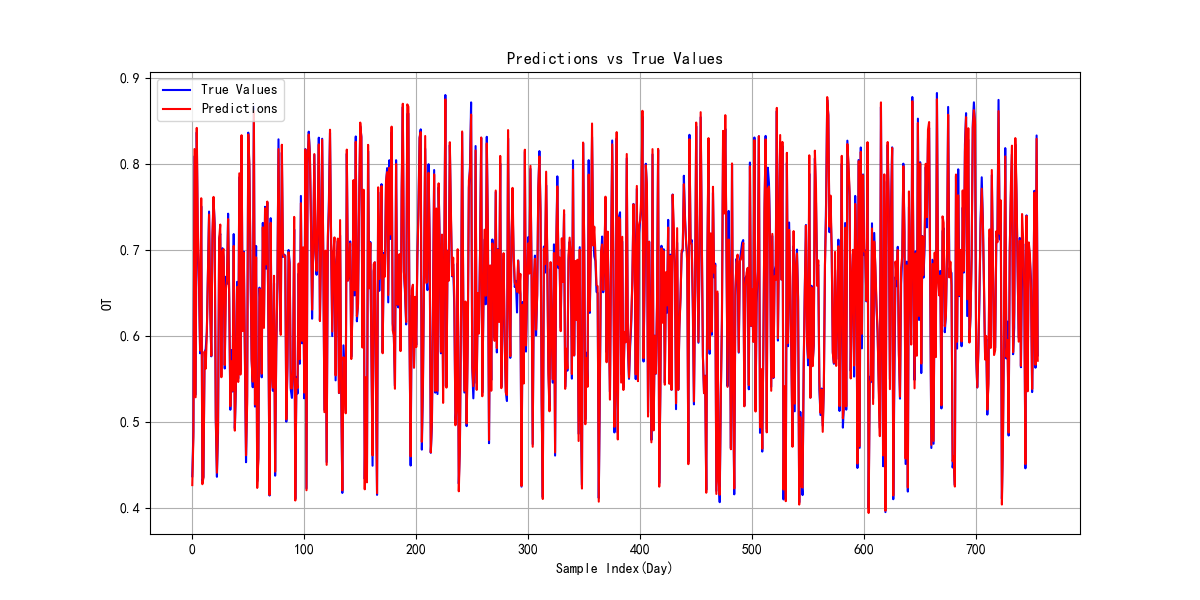 Predictions vs True Values
True Values
Predictions
OT
0.9
0.8
0.7
0.6
0.5
0.4
0 100 200 300 400 500 600 700
Sample Index(Day)